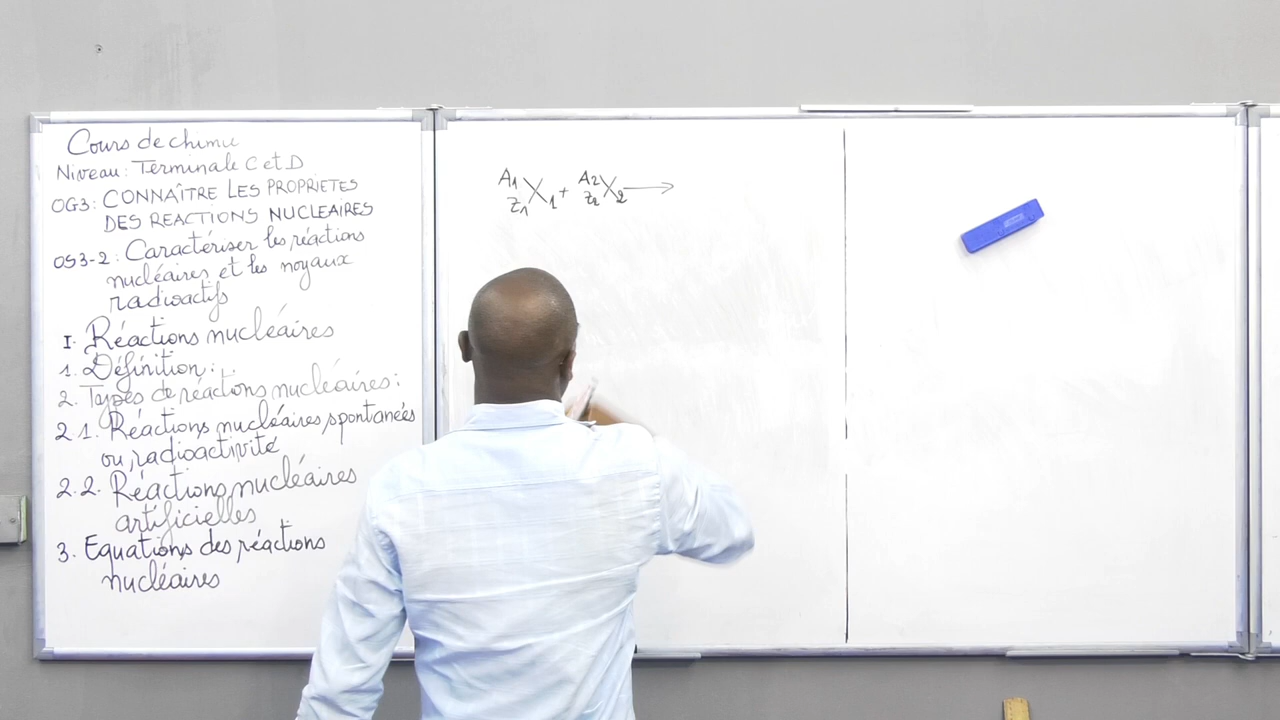 Cours de chimie
Niveau: Terminale C et D
OG3: CONNAÎTRE LES PROPRIETES
DES REACTIONS NUCLEAIRES
OS3-2: Caractériser les réactions
nucléaires et les noyaux
radioactifs
I. Réactions nucléaires
1. Définition:
2. Types de réactions nucléaires:
2.1. Réactions nucléaires spontanées
ou radioactivité
2.2. Réactions nucléaires
artificielles
3. Equations des réactions
nucléaires
A1 Z1 X1 + A2 Z2 X2 →